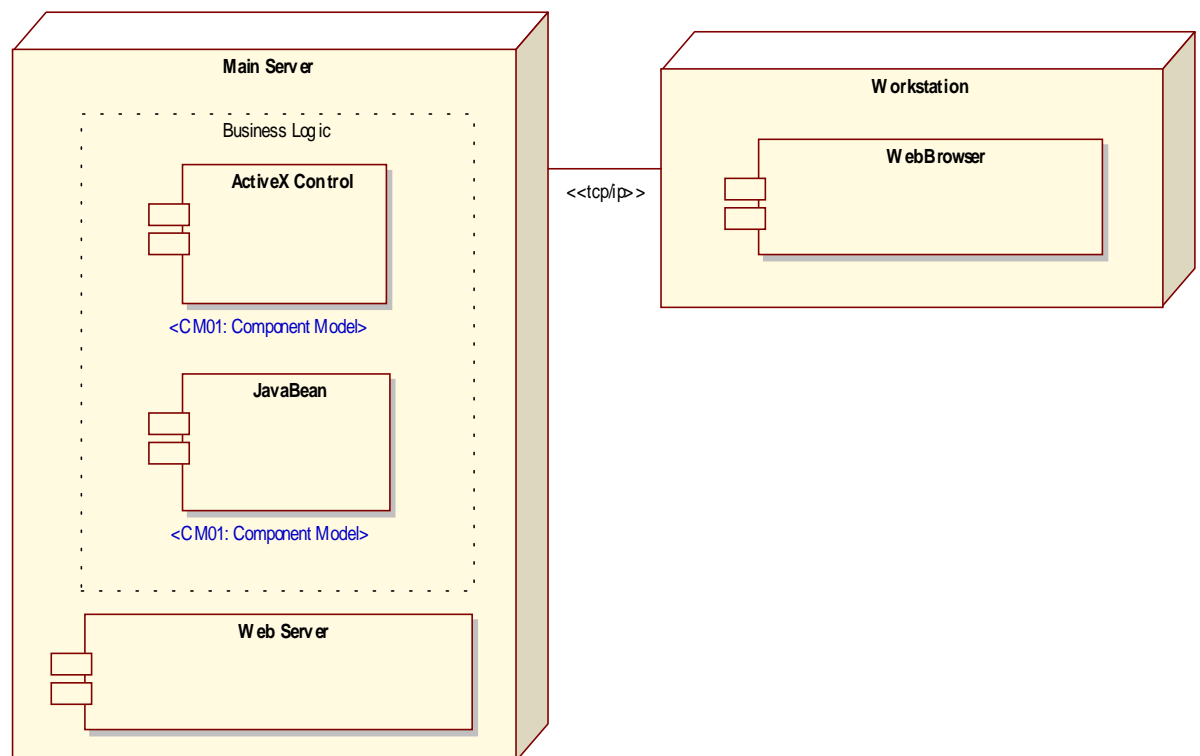 Main Server
Business Logic
ActiveX Control
<CM01: Component Model>
JavaBean
<CM01: Component Model>
Web Server
<<tcp/ip>>
Workstation
WebBrowser